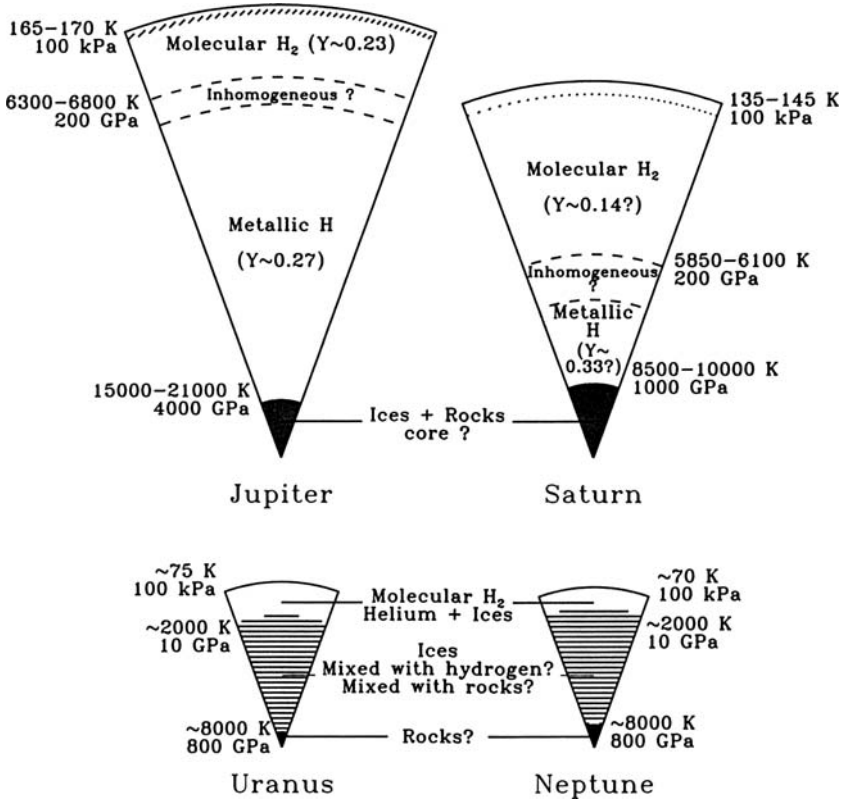 165–170 K
100 kPa
Molecular H₂ (Y~0.23)
6300–6800 K
200 GPa
Inhomogeneous ?
Metallic H
(Y~0.27)
15000–21000 K
4000 GPa
135–145 K
100 kPa
Molecular H₂
(Y~0.14?)
5850–6100 K
200 GPa
Inhomogeneous
?
Metallic
H
(Y~
0.33?)
8500–10000 K
1000 GPa
Ices + Rocks
core ?
Jupiter
Saturn
~75 K
100 kPa
~2000 K
10 GPa
~8000 K
800 GPa
Molecular H₂
Helium + Ices
Ices
Mixed with hydrogen?
Mixed with rocks?
Rocks?
~70 K
100 kPa
~2000 K
10 GPa
~8000 K
800 GPa
Uranus
Neptune